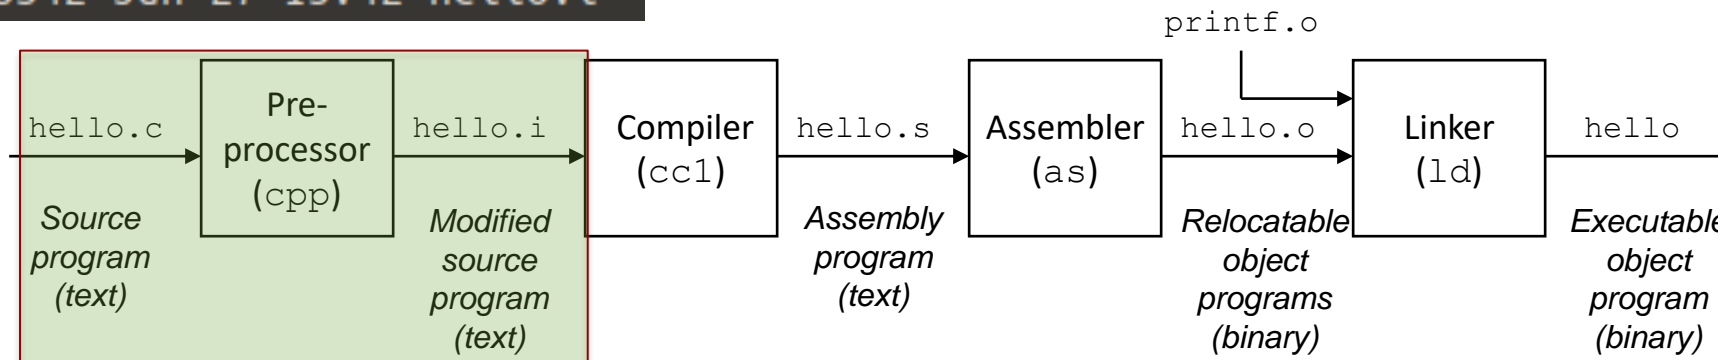 printf.o
hello.c
Pre-
processor
(cpp)
hello.i
Compiler
(cc1)
hello.s
Assembler
(as)
hello.o
Linker
(ld)
hello
Source
program
(text)
Modified
source
program
(text)
Assembly
program
(text)
Relocatable
object
programs
(binary)
Executable
object
program
(binary)